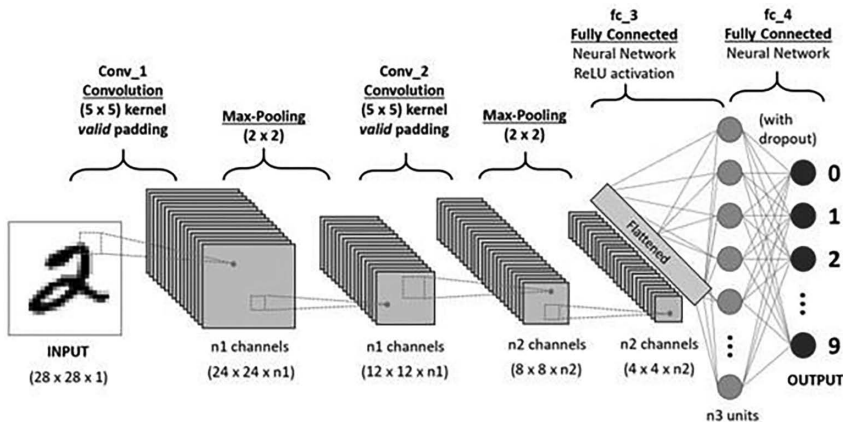 fc_3
Fully Connected
Neural Network
ReLU activation
fc_4
Fully Connected
Neural Network
Conv_1
Convolution
(5 x 5) kernel
valid padding
Max-Pooling
(2 x 2)
Conv_2
Convolution
(5 x 5) kernel
valid padding
Max-Pooling
(2 x 2)
(with
dropout)
Flattened
0
1
2
9
INPUT
(28 x 28 x 1)
n1 channels
(24 x 24 x n1)
n1 channels
(12 x 12 x n1)
n2 channels
(8 x 8 x n2)
n2 channels
(4 x 4 x n2)
OUTPUT
n3 units
2